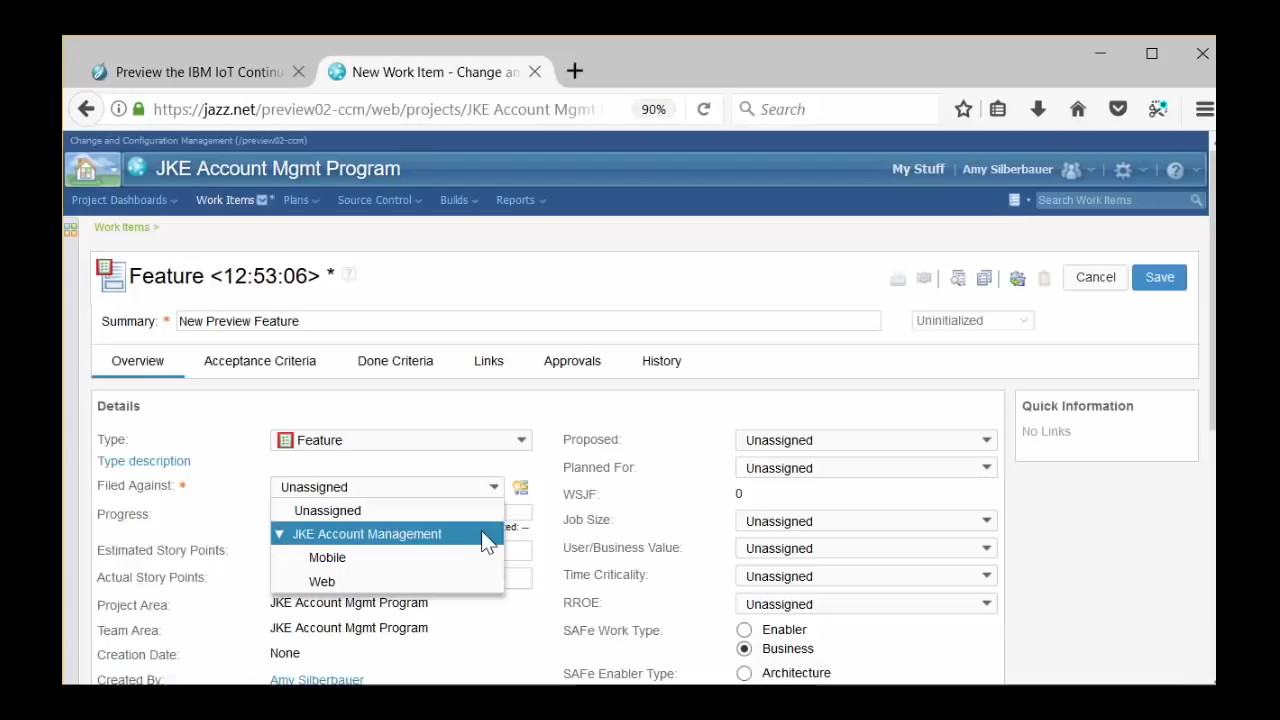 Preview the IBM IoT Continu
New Work Item - Change an
https://jazz.net/preview02-ccm/web/projects/JKE Account Mgmt
90%
Search
Change and Configuration Management (/preview02-ccm)
JKE Account Mgmt Program
My Stuff
Amy Silberbauer
Project Dashboards
Work Items
Plans
Source Control
Builds
Reports
Search Work Items
Work Items >
Feature <12:53:06> *
Cancel
Save
Summary: *
New Preview Feature
Uninitialized
Overview
Acceptance Criteria
Done Criteria
Links
Approvals
History
Details
Quick Information
No Links
Type:
Feature
Type description
Filed Against: *
Unassigned
Unassigned
JKE Account Management
Mobile
Web
Progress:
ed: --
Estimated Story Points:
Actual Story Points:
Project Area:
JKE Account Mgmt Program
Team Area:
JKE Account Mgmt Program
Creation Date:
None
Created By:
Amy Silberbauer
Proposed:
Unassigned
Planned For:
Unassigned
WSJF:
0
Job Size:
Unassigned
User/Business Value:
Unassigned
Time Criticality:
Unassigned
RROE:
Unassigned
SAFe Work Type:
Enabler
Business
SAFe Enabler Type:
Architecture